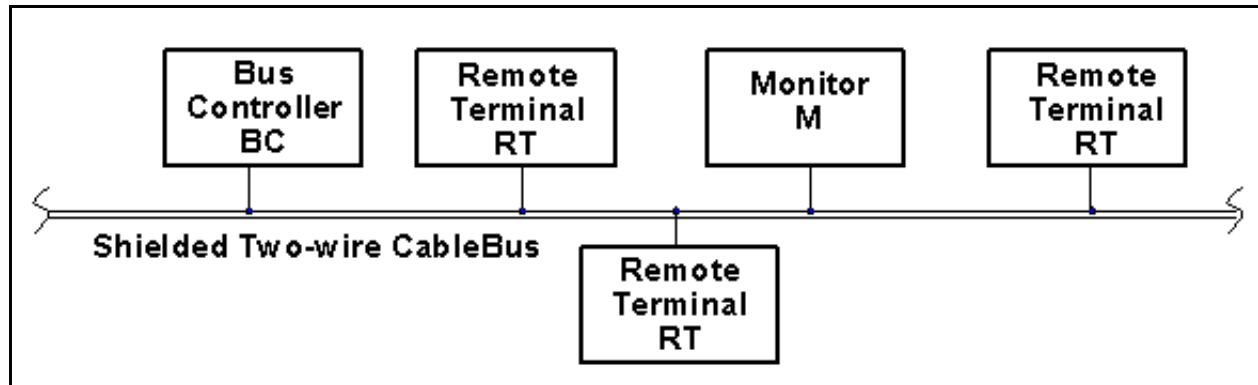 Bus
Controller
BC
Remote
Terminal
RT
Monitor
M
Remote
Terminal
RT
Shielded Two-wire CableBus
Remote
Terminal
RT